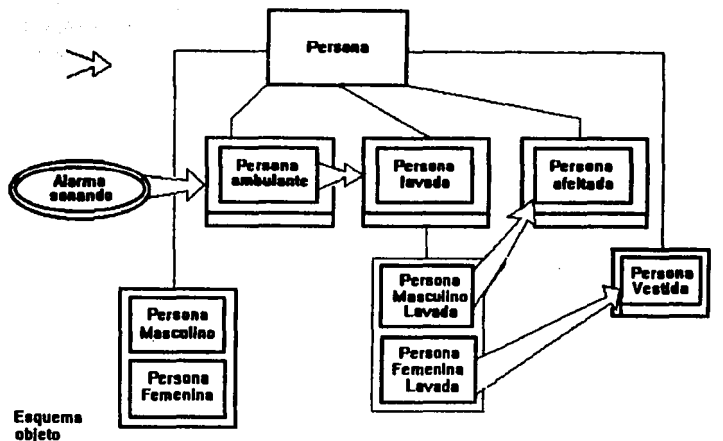 Persona
Alarma
sonando
Persona
ambulante
Persona
lavada
Persona
afeitada
Persona
Masculino
Persona
Femenina
Persona
Masculino
Lavada
Persona
Femenina
Lavada
Persona
Vestida
Esquema
objeto